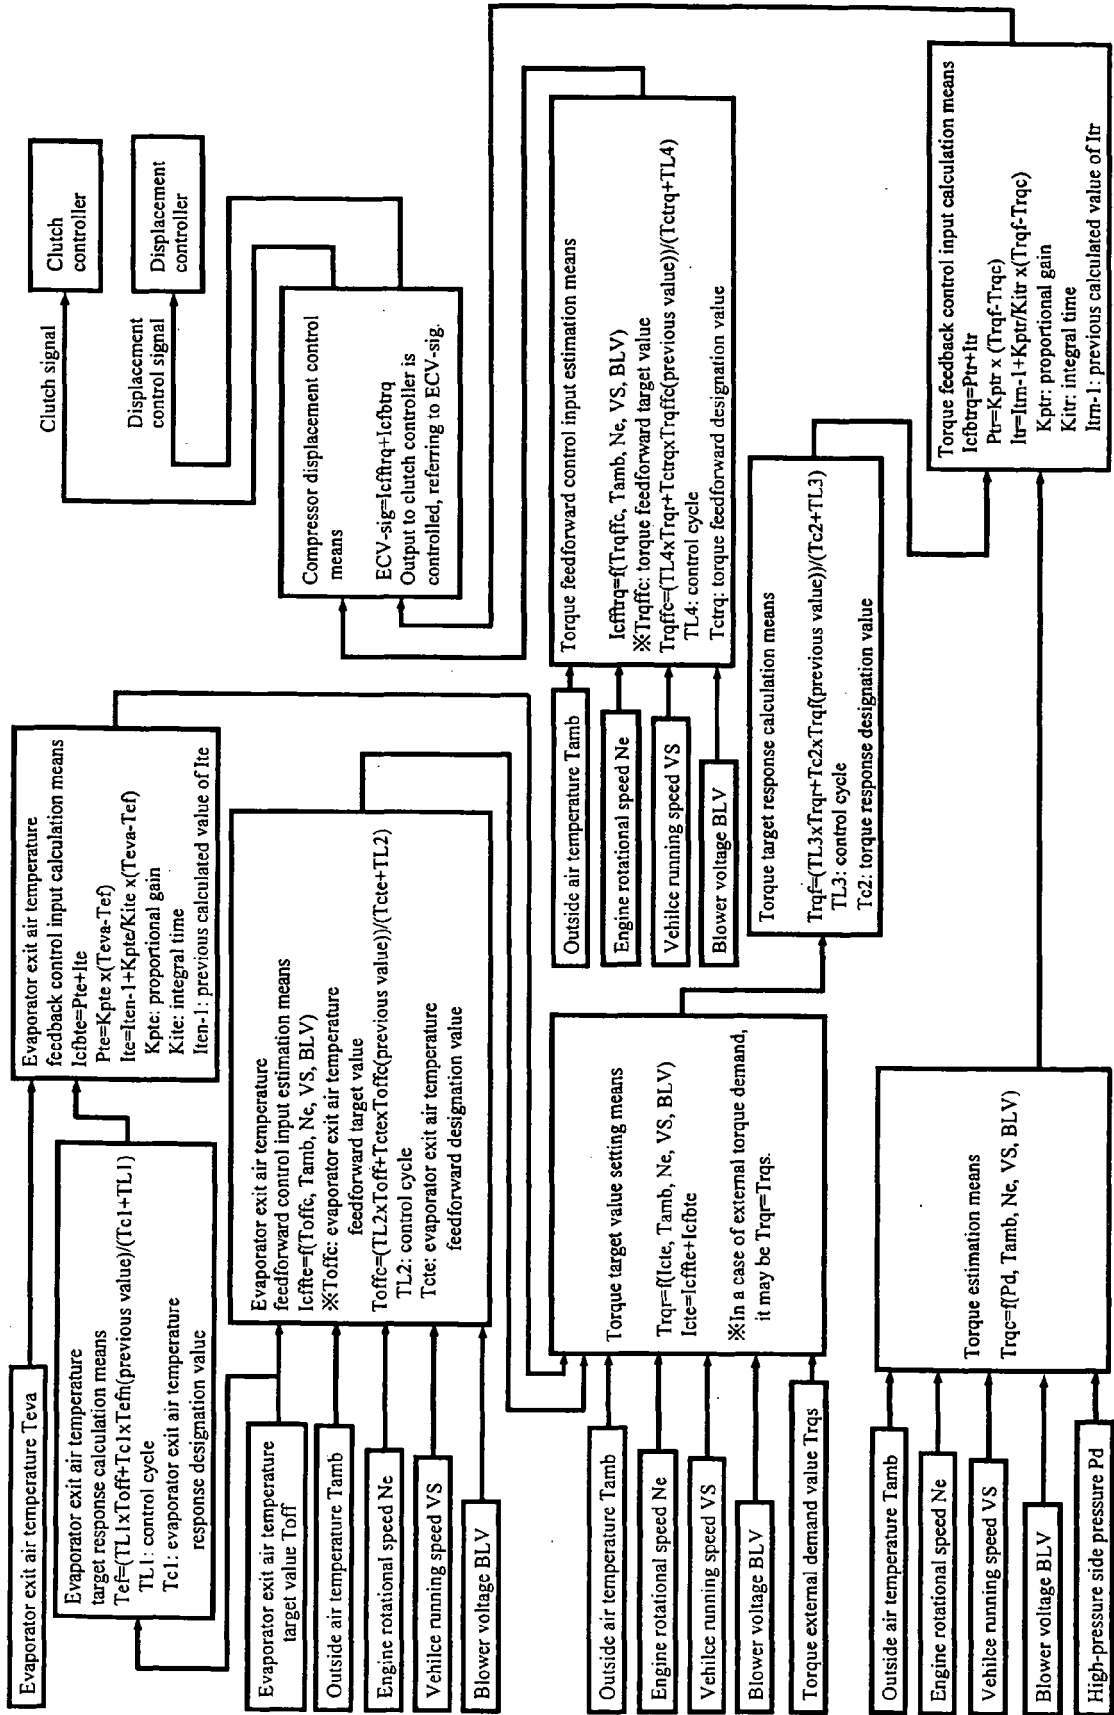 Evaporator exit air temperature Teva
Evaporator exit air temperature
target response calculation means
Tef=(TL1xToff+Tc1xTefn(previous value)/(Tc1+TL1)
TL1: control cycle
Tc1: evaporator exit air temperature
response designation value
Evaporator exit air temperature
feedback control input calculation means
Icfbte=Pte+Ite
Pte=Kpte x(Teva-Tef)
Ite=Iten-1+Kpte/Kite x(Teva-Tef)
Kpte: proportional gain
Kite: integral time
Iten-1: previous calculated value of Ite
Clutch signal
Clutch
controller
Displacement
control signal
Displacement
controller
Evaporator exit air temperature
target value Toff
Outside air temperature Tamb
Engine rotational speed Ne
Vehilce running speed VS
Blower voltage BLV
Evaporator exit air temperature
feedforward control input estimation means
Icffte=f(Toffc, Tamb, Ne, VS, BLV)
※Toffc: evaporator exit air temperature
feedforward target value
Toffc=(TL2xToff+TctexToffc(previous value))/(Tcte+TL2)
TL2: control cycle
Tcte: evaporator exit air temperature
feedforward designation value
Compressor displacement control
means
ECV-sig=Icfftrq+Icfbtrq
Output to clutch controller is
controlled, referring to ECV-sig.
Outside air temperature Tamb
Engine rotational speed Ne
Vehilce running speed VS
Blower voltage BLV
Torque feedforward control input estimation means
Icfftrq=f(Trqffc, Tamb, Ne, VS, BLV)
※Trqffc: torque feedforward target value
Trqffc=(TL4xTrqr+TctrqxTrqffc(previous value))/(Tctrq+TL4)
TL4: control cycle
Tctrq: torque feedforward designation value
Outside air temperature Tamb
Engine rotational speed Ne
Vehilce running speed VS
Blower voltage BLV
Torque external demand value Trqs
Torque target value setting means
Trqr=f(Icte, Tamb, Ne, VS, BLV)
Icte=Icffte+Icfbte
※in a case of external torque demand,
it may be Trqr=Trqs.
Torque target response calculation means
Trqf=(TL3xTrqr+Tc2xTrqf(previous value))/(Tc2+TL3)
TL3: control cycle
Tc2: torque response designation value
Outside air temperature Tamb
Engine rotational speed Ne
Vehilce running speed VS
Blower voltage BLV
High-pressure side pressure Pd
Torque estimation means
Trqc=f(Pd, Tamb, Ne, VS, BLV)
Torque feedback control input calculation means
Icfbtrq=Ptr+Itr
Ptr=Kptr x (Trqf-Trqc)
Itr=Itrn-1+Kptr/Kitr x(Trqf-Trqc)
Kptr: proportional gain
Kitr: integral time
Itrn-1: previous calculated value of Itr